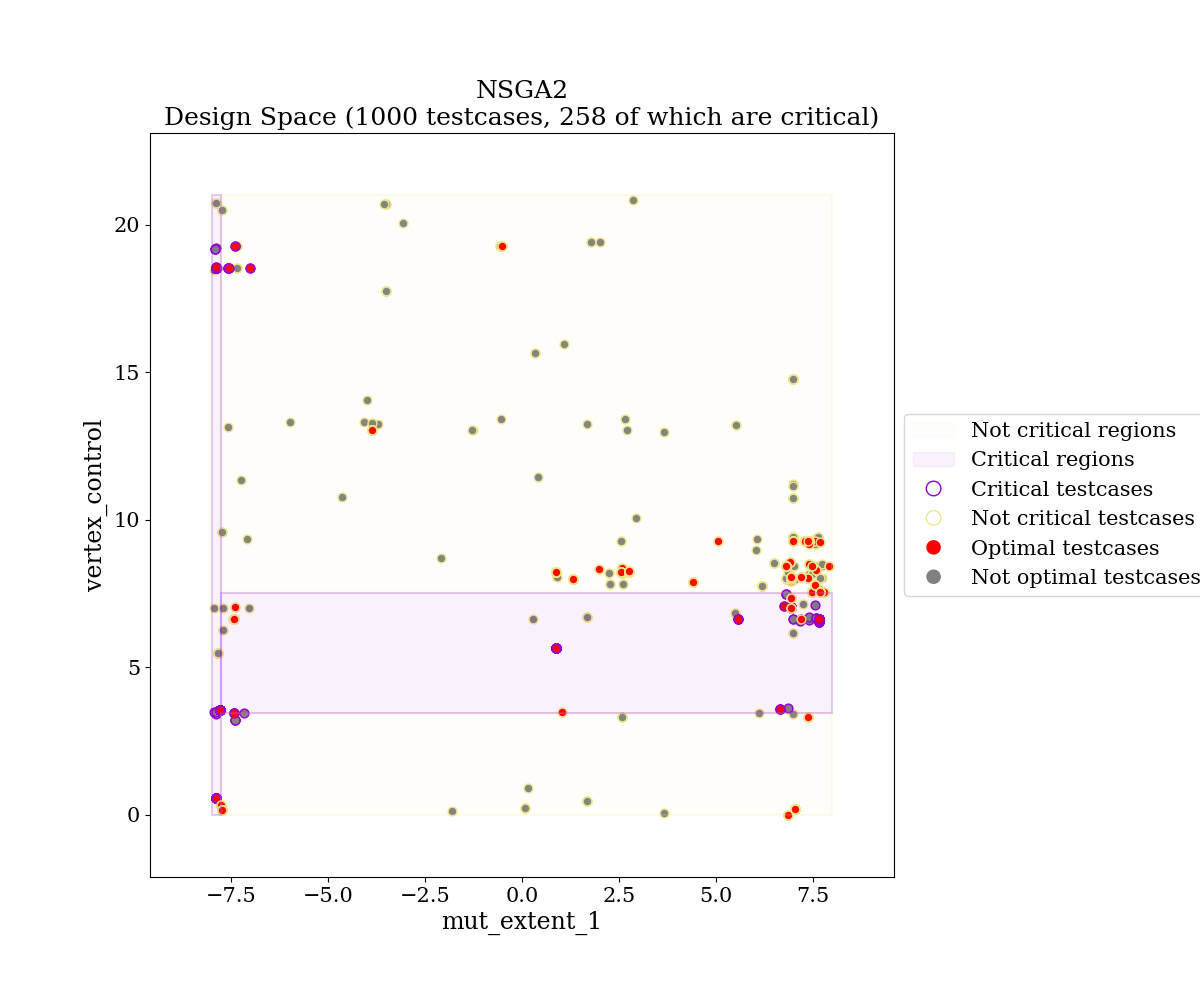 NSGA2
Design Space (1000 testcases, 258 of which are critical)
vertex_control
20
15
10
5
0
−7.5
−5.0
−2.5
0.0
2.5
5.0
7.5
mut_extent_1
Not critical regions
Critical regions
Critical testcases
Not critical testcases
Optimal testcases
Not optimal testcases